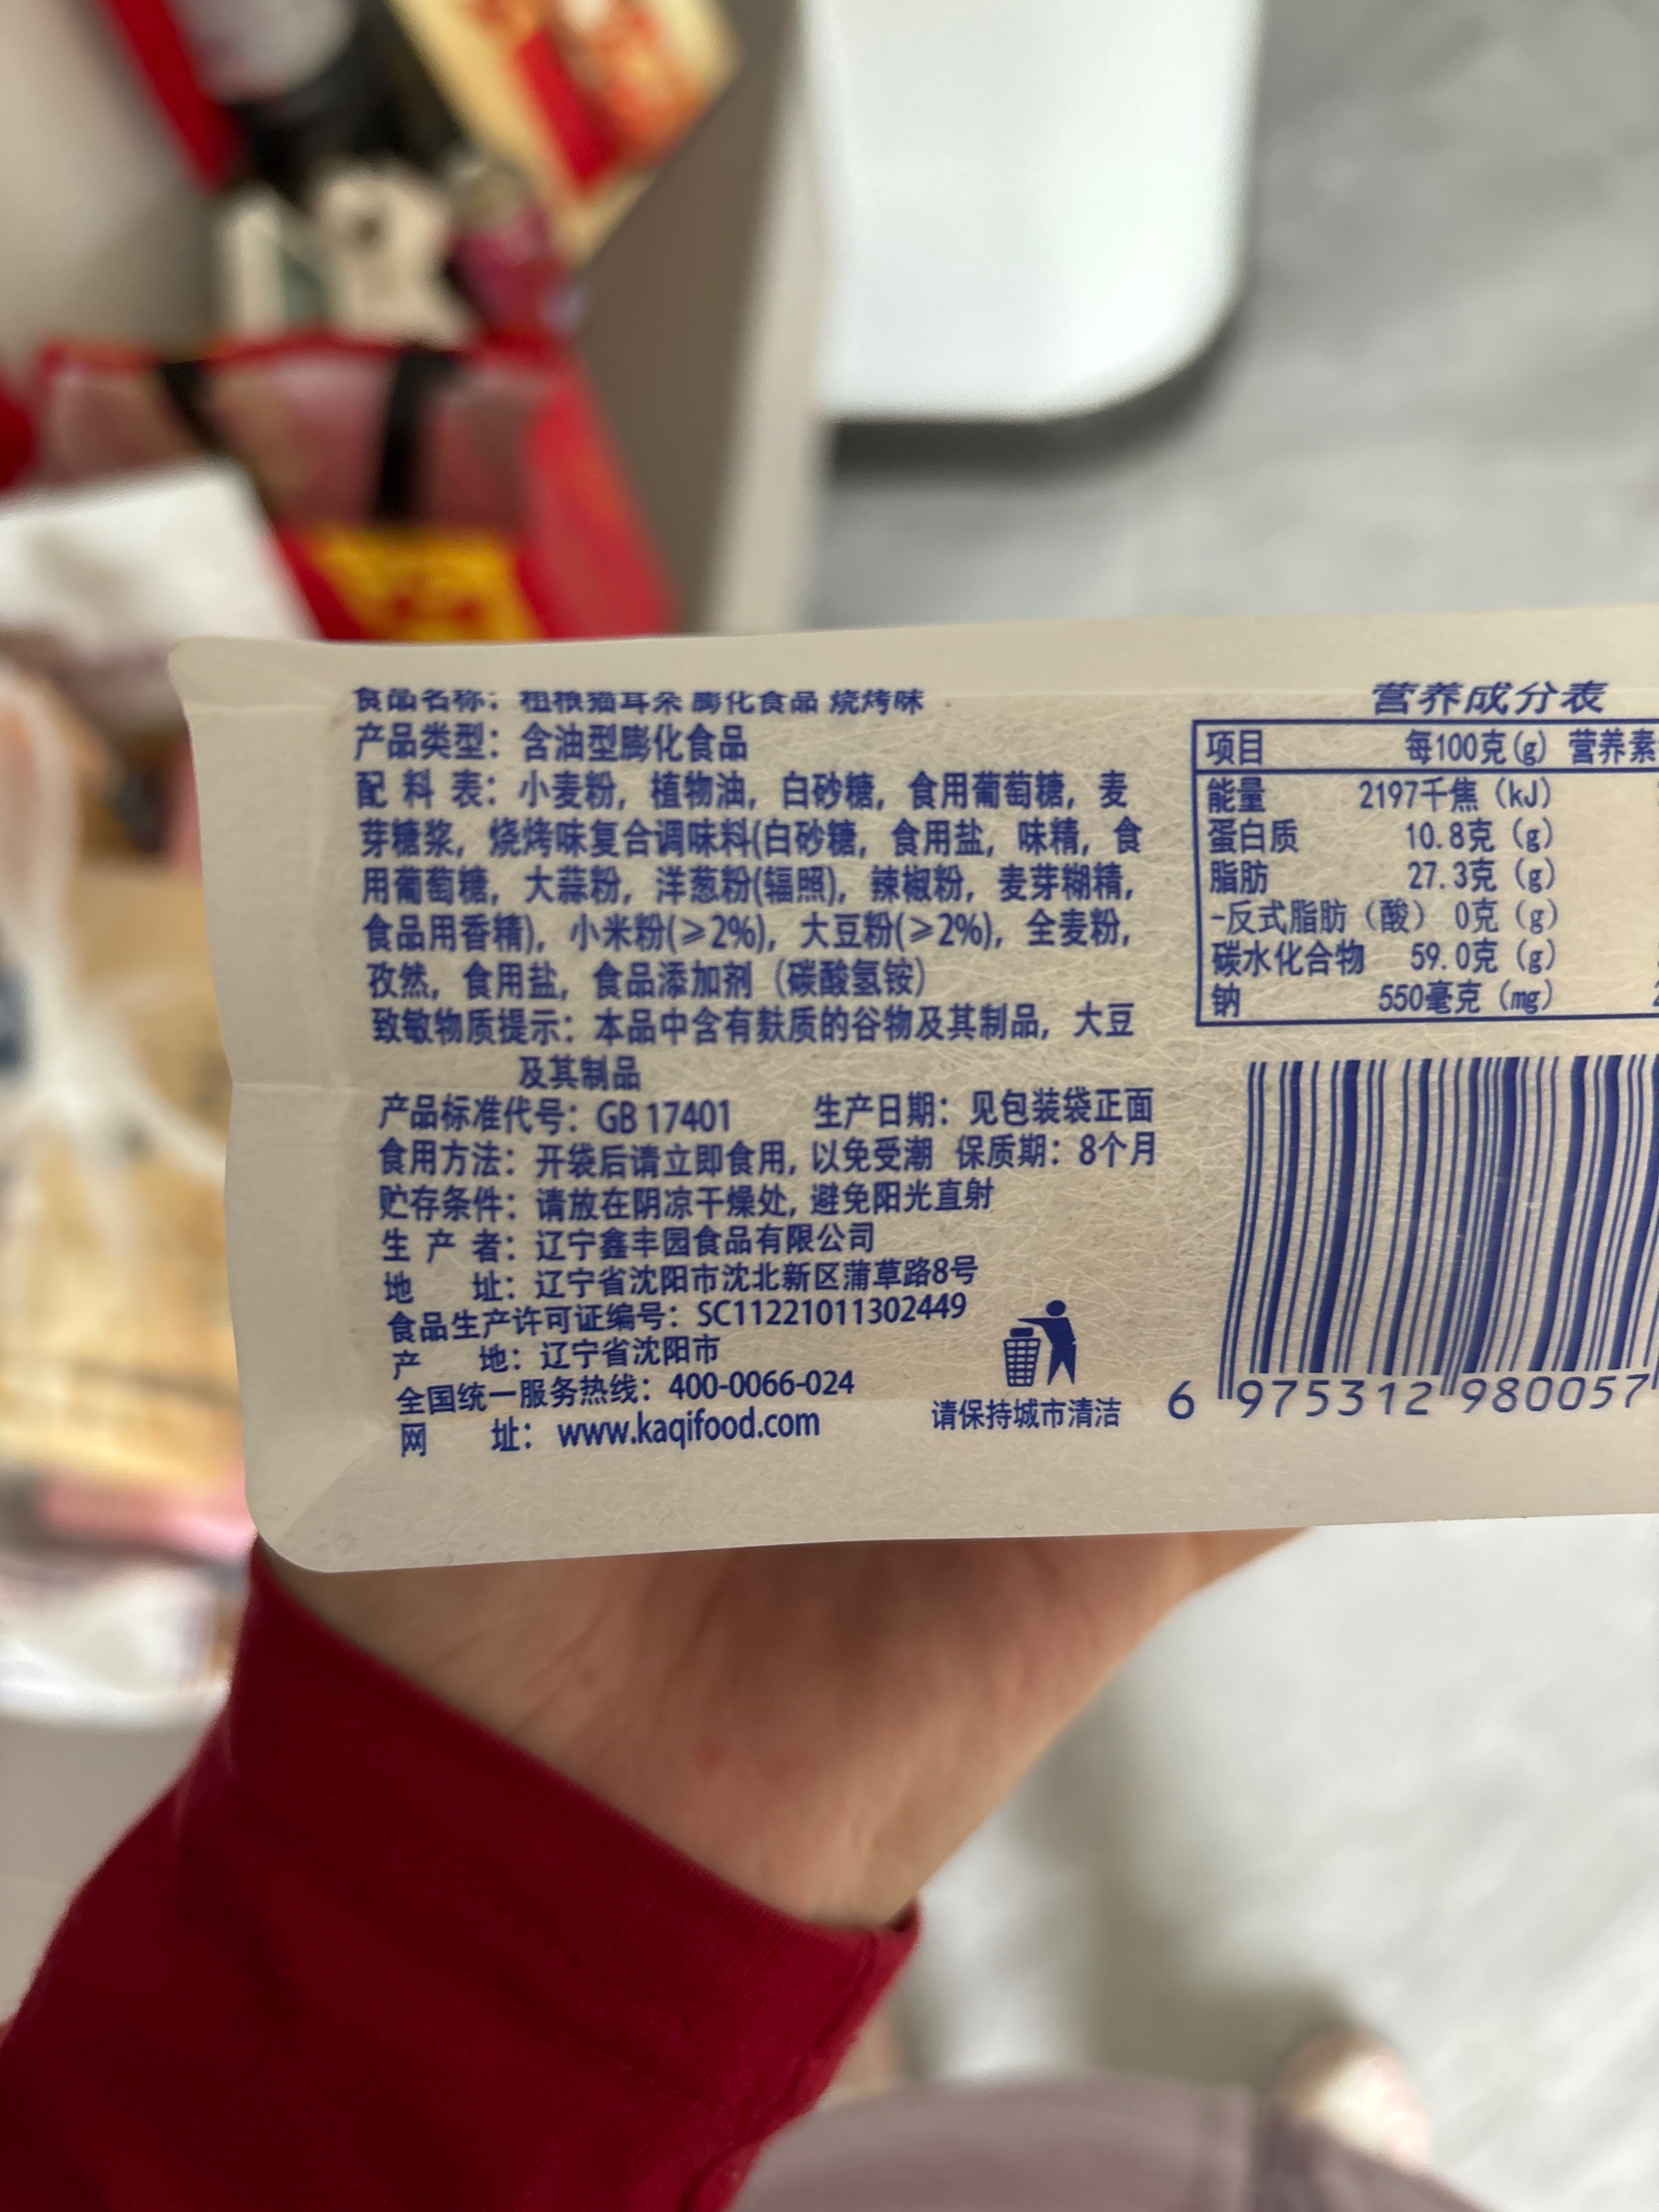 食品名称：粗粮猫耳朵 膨化食品 烧烤味
产品类型：含油型膨化食品
配 料 表：小麦粉，植物油，白砂糖，食用葡萄糖，麦
芽糖浆，烧烤味复合调味料(白砂糖，食用盐，味精，食
用葡萄糖，大蒜粉，洋葱粉(辐照)，辣椒粉，麦芽糊精，
食品用香精)，小米粉(≥2%)，大豆粉(≥2%)，全麦粉，
孜然，食用盐，食品添加剂（碳酸氢铵）
致敏物质提示：本品中含有麸质的谷物及其制品，大豆
及其制品
产品标准代号：GB 17401 生产日期：见包装袋正面
食用方法：开袋后请立即食用，以免受潮 保质期：8个月
贮存条件：请放在阴凉干燥处，避免阳光直射
生 产 者：辽宁鑫丰园食品有限公司
地 址：辽宁省沈阳市沈北新区蒲草路8号
食品生产许可证编号：SC11221011302449
产 地：辽宁省沈阳市
全国统一服务热线：400-0066-024
网 址：www.kaqifood.com
请保持城市清洁
营养成分表
项目 每100克(g) 营养素
能量 2197千焦（kJ）
蛋白质 10.8克（g）
脂肪 27.3克（g）
-反式脂肪（酸） 0克（g）
碳水化合物 59.0克（g）
钠 550毫克（mg）
6 975312 980057